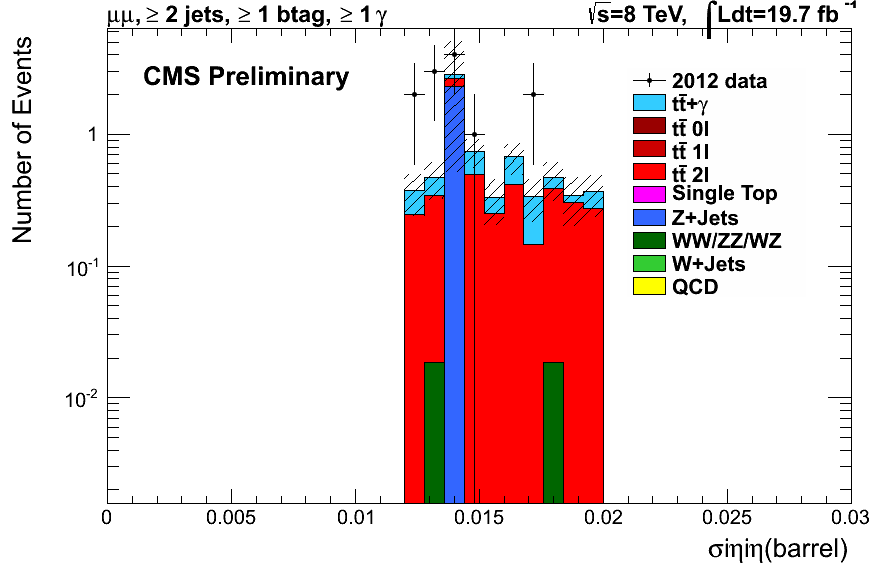 μμ, ≥ 2 jets, ≥ 1 btag, ≥ 1 γ
√s=8 TeV, ∫Ldt=19.7 fb⁻¹
CMS Preliminary
2012 data
tt̄+γ
tt̄ 0l
tt̄ 1l
tt̄ 2l
Single Top
Z+Jets
WW/ZZ/WZ
W+Jets
QCD
Number of Events
1
10⁻¹
10⁻²
0 0.005 0.01 0.015 0.02 0.025 0.03
σiηiη(barrel)